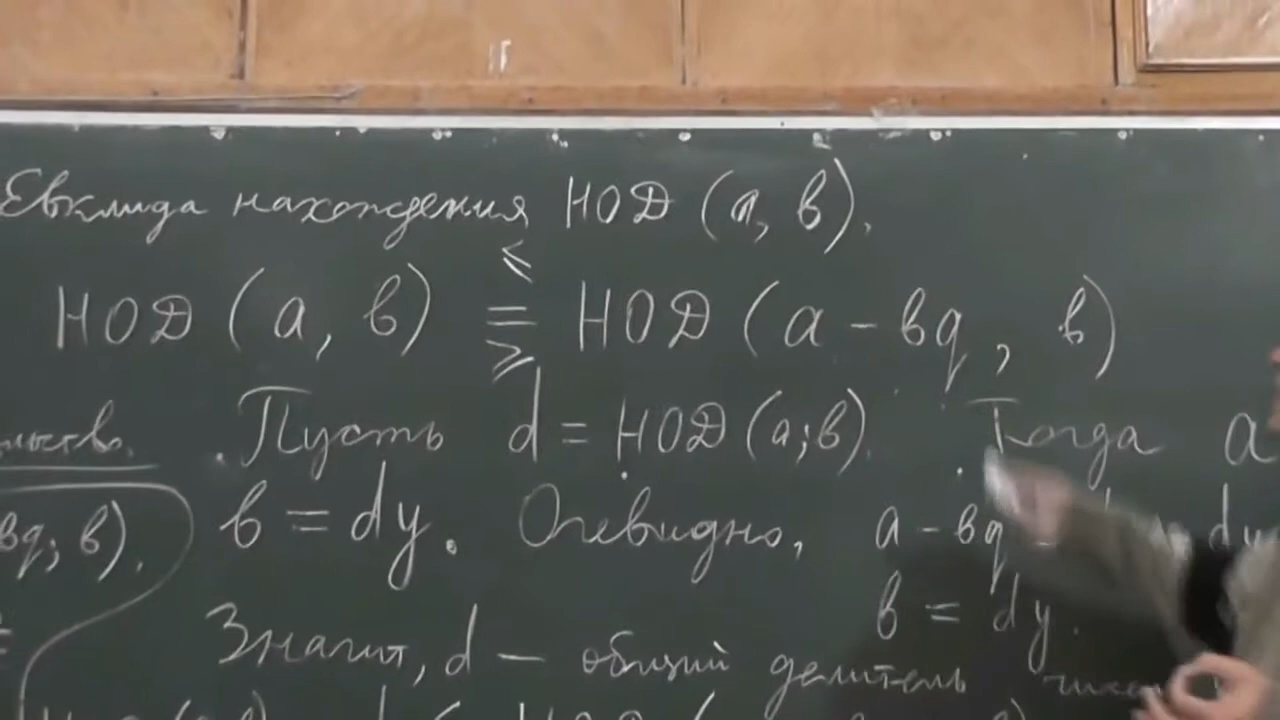 Евклида нахождения НОД (а, в).
≤
НОД (а, в) = НОД (а - вq, в)
≥
Пусть d = НОД (а; в). Тогда а
вq; в). в = dy. Очевидно, а - вq
в = dy.
Значит, d — общий делитель